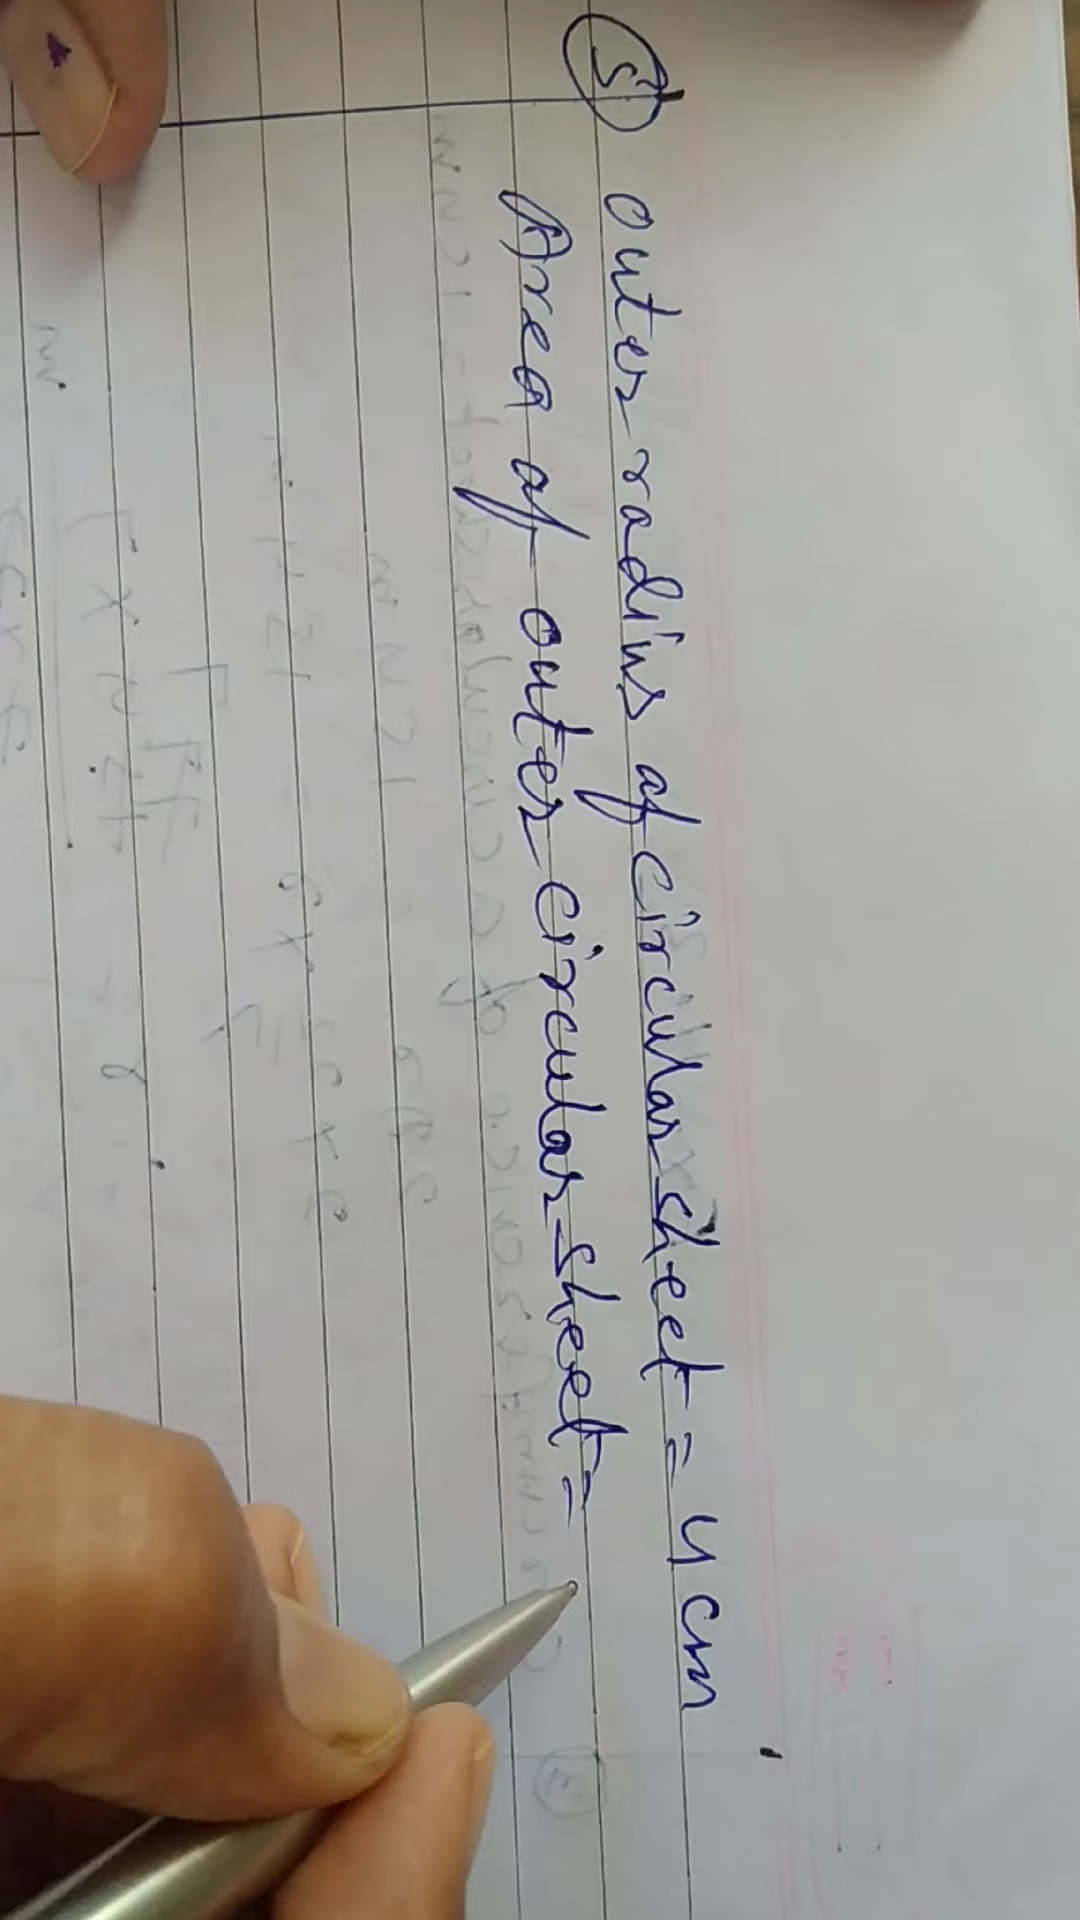 5
outer radius of circular sheet = 4 cm
Area of outer circular sheet =